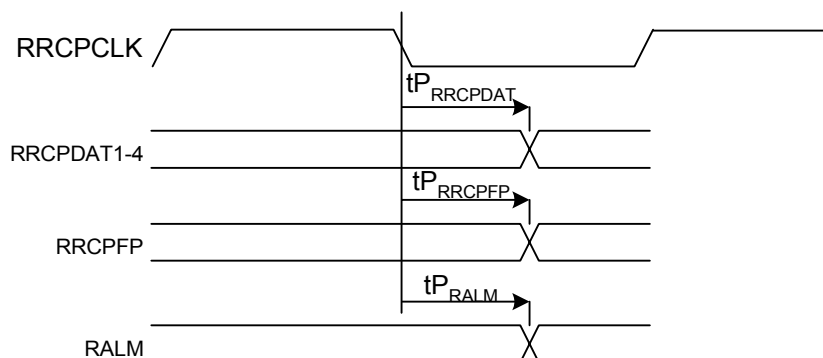 RRCPCLK
tPRRCPDAT
RRCPDAT1-4
tPRRCPFP
RRCPFP
tPRALM
RALM